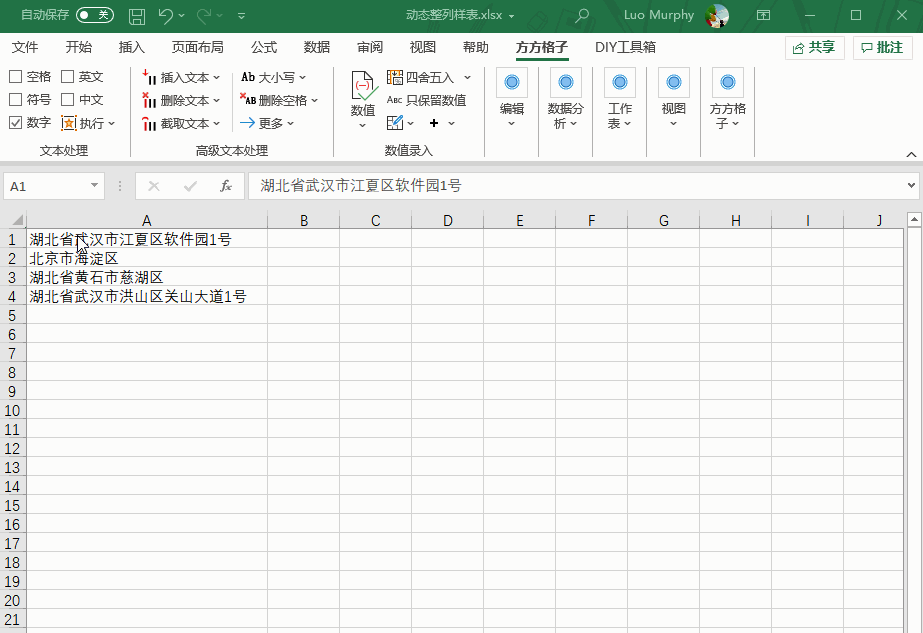 自动保存 关 动态整列样表.xlsx Luo Murphy
文件 开始 插入 页面布局 公式 数据 审阅 视图 帮助 方方格子 DIY工具箱 共享 批注
空格 英文 插入文本 Ab 大小写 四舍五入
符号 中文 删除文本 AB 删除空格 数值 ABC 只保留数值 编辑 数据分析 工作表 视图 方方格子
数字 执行 截取文本 更多
文本处理 高级文本处理 数值录入
A1 fx 湖北省武汉市江夏区软件园1号
A B C D E F G H I J
1 湖北省武汉市江夏区软件园1号
2 北京市海淀区
3 湖北省黄石市慈湖区
4 湖北省武汉市洪山区关山大道1号
5
6
7
8
9
10
11
12
13
14
15
16
17
18
19
20
21